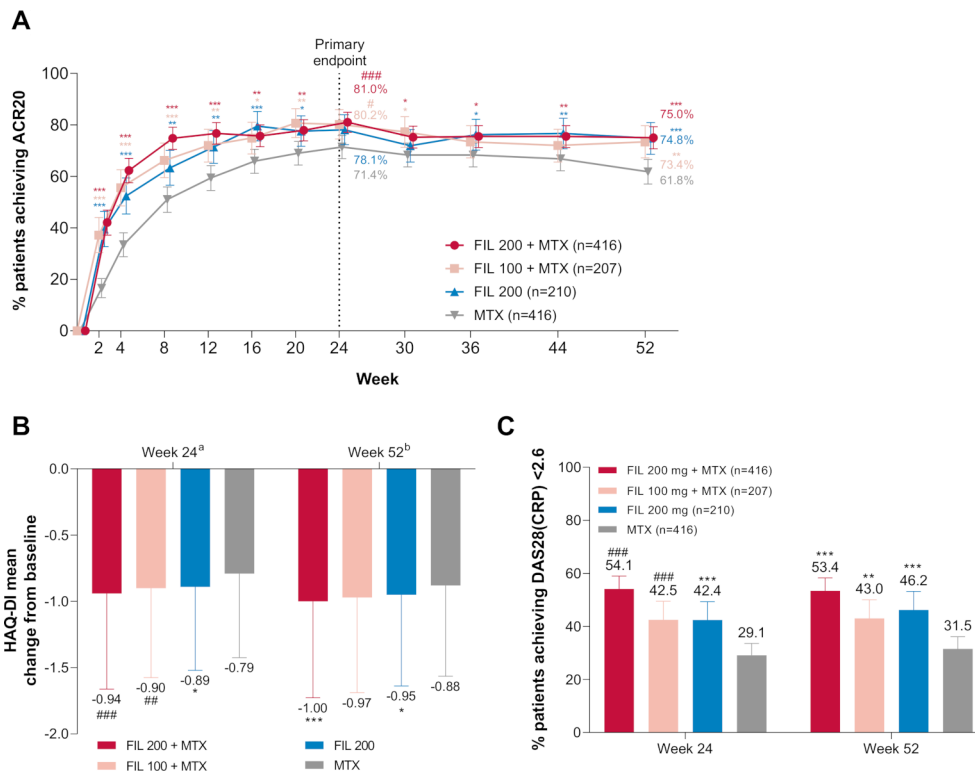 A
Primary
endpoint
% patients achieving ACR20
100
80
60
40
20
0
*** *** ***
*** *** ***
*** *** **
*** ** **
** * ***
** ** *
###
81.0%
#
80.2%
78.1%
71.4%
* *
* *
** **
***
75.0%
***
74.8%
**
73.4%
61.8%
FIL 200 + MTX (n=416)
FIL 100 + MTX (n=207)
FIL 200 (n=210)
MTX (n=416)
2 4 8 12 16 20 24 30 36 44 52
Week
B
Week 24a Week 52b
HAQ-DI mean
change from baseline
0.0
-0.5
-1.0
-1.5
-2.0
-0.94 -0.90 -0.89 -0.79 -1.00 -0.97 -0.95 -0.88
### ## * *** *
FIL 200 + MTX FIL 200
FIL 100 + MTX MTX
C
% patients achieving DAS28(CRP) <2.6
100
80
60
40
20
0
FIL 200 mg + MTX (n=416)
FIL 100 mg + MTX (n=207)
FIL 200 mg (n=210)
MTX (n=416)
### ### *** *** ** ***
54.1 42.5 42.4 29.1 53.4 43.0 46.2 31.5
Week 24 Week 52